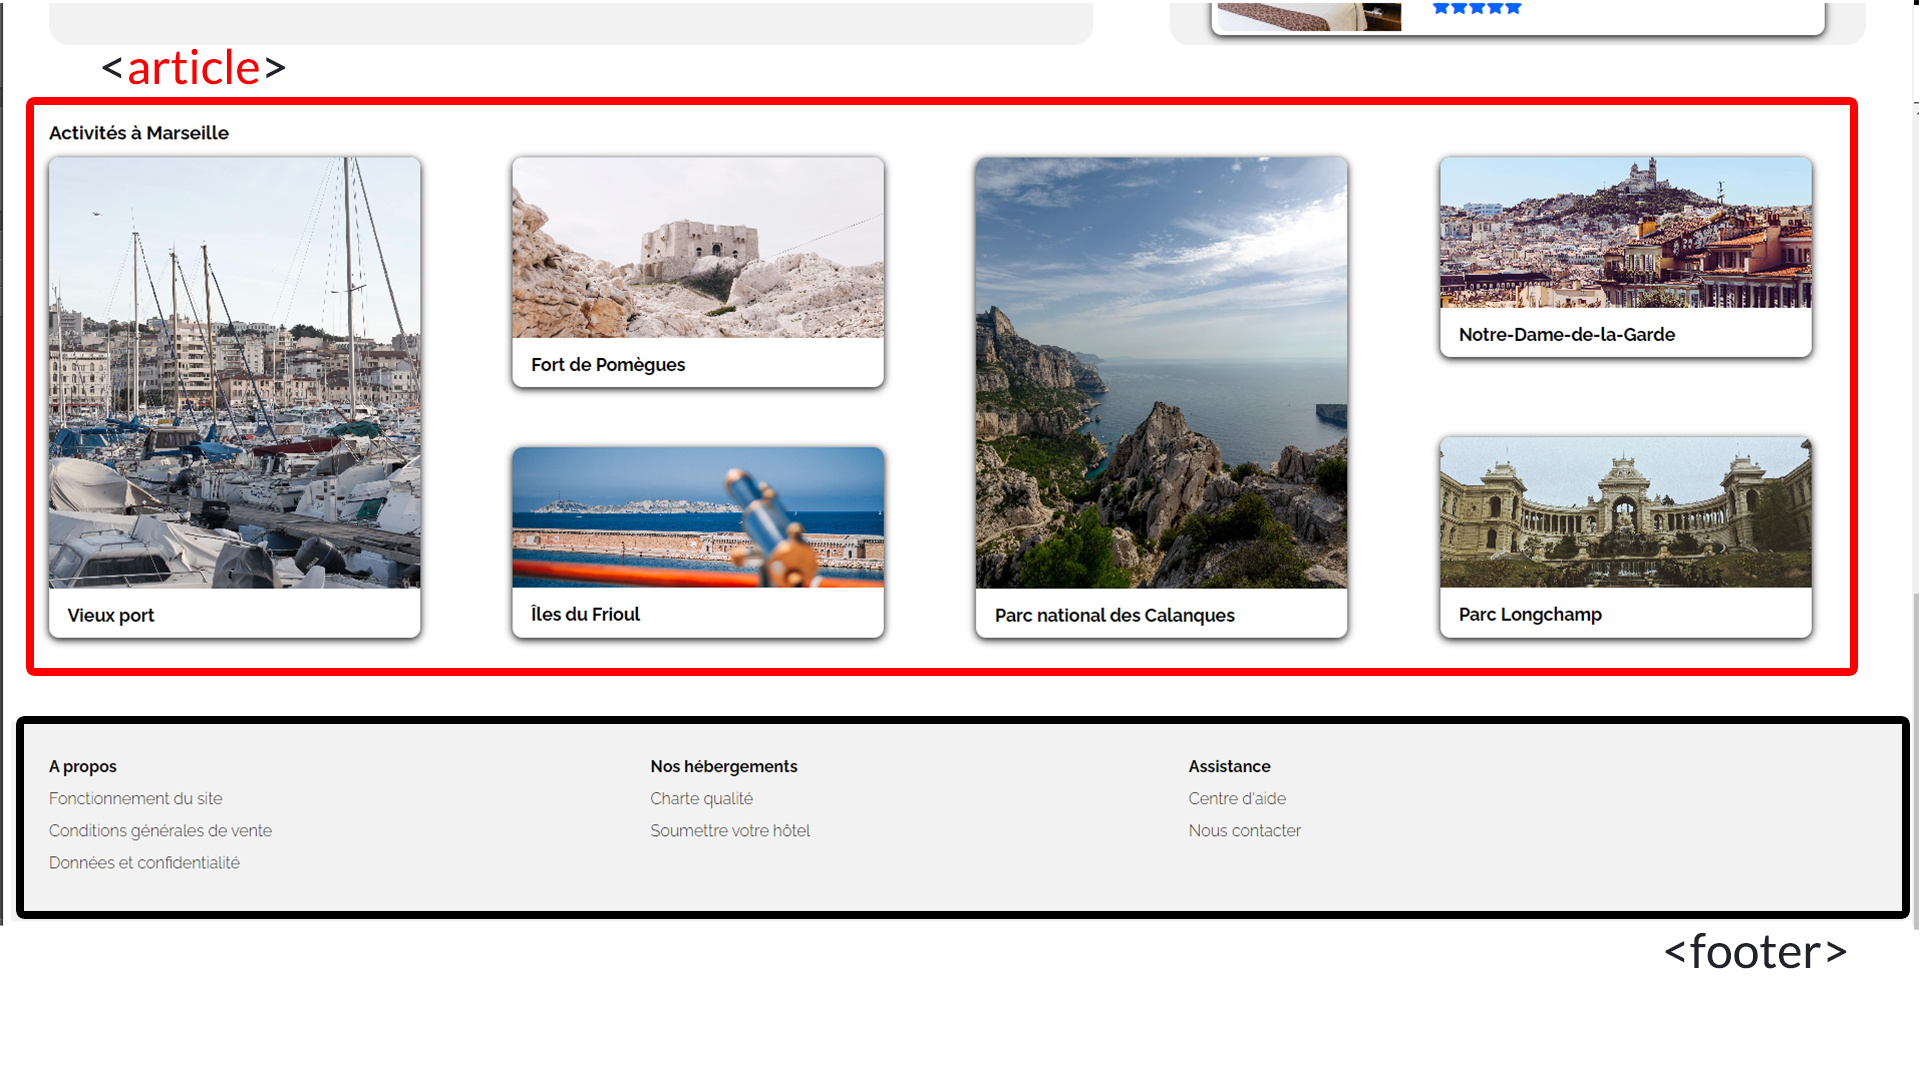 <article>
Activités à Marseille
Vieux port
Fort de Pomègues
Îles du Frioul
Parc national des Calanques
Notre-Dame-de-la-Garde
Parc Longchamp
A propos
Fonctionnement du site
Conditions générales de vente
Données et confidentialité
Nos hébergements
Charte qualité
Soumettre votre hôtel
Assistance
Centre d'aide
Nous contacter
<footer>